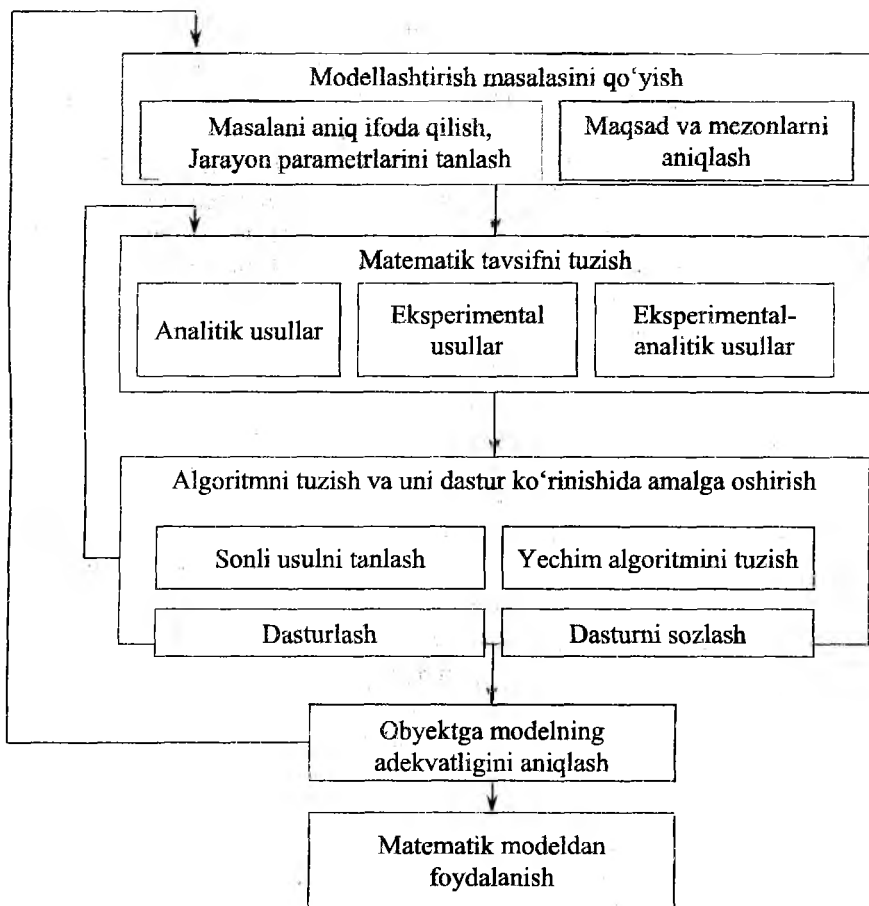 Modellashtirish masalasini qo‘yish
Masalani aniq ifoda qilish,
Jarayon parametrlarini tanlash
Maqsad va mezonlarni
aniqlash
Matematik tavsifni tuzish
Analitik usullar
Eksperimental
usullar
Eksperimental-
analitik usullar
Algoritmni tuzish va uni dastur ko‘rinishida amalga oshirish
Sonli usulni tanlash
Yechim algoritmini tuzish
Dasturlash
Dasturni sozlash
Obyektga modelning
adekvatligini aniqlash
Matematik modeldan
foydalanish